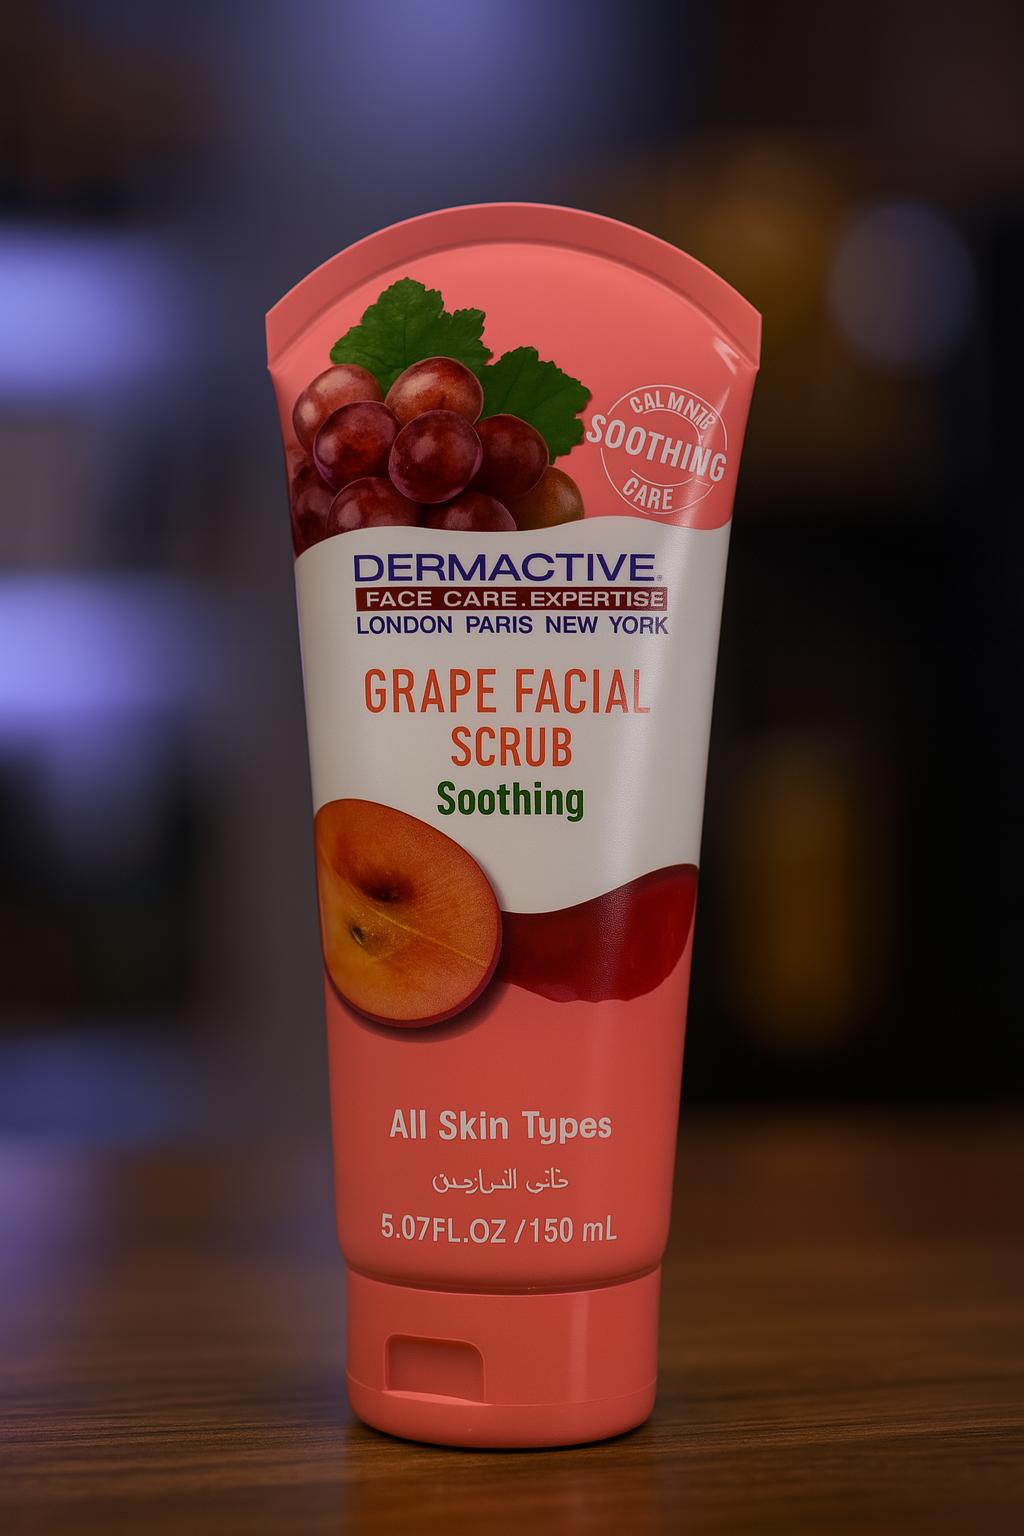 SOOTHING
CARE
DERMACTIVE®
FACE CARE.EXPERTISE
LONDON PARIS NEW YORK
GRAPE FACIAL
SCRUB
Soothing
All Skin Types
5.07FL.OZ / 150 mL